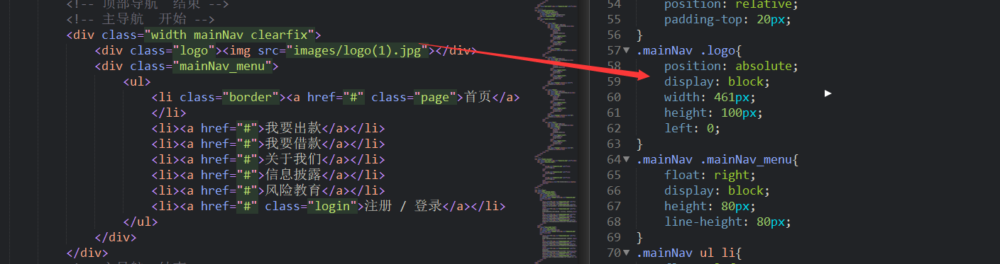 <!-- 顶部导航  结束 -->
<!-- 主导航  开始 -->
<div class="width mainNav clearfix">
<div class="logo"><img src="images/logo(1).jpg"></div>
<div class="mainNav_menu">
<ul>
<li class="border"><a href="#" class="page">首页</a>
</li>
<li><a href="#">我要出款</a></li>
<li><a href="#">我要借款</a></li>
<li><a href="#">关于我们</a></li>
<li><a href="#">信息披露</a></li>
<li><a href="#">风险教育</a></li>
<li><a href="#" class="login">注册 / 登录</a></li>
</ul>
</div>
</div>
54 position: relative;
55 padding-top: 20px;
56 }
57 .mainNav .logo{
58 position: absolute;
59 display: block;
60 width: 461px;
61 height: 100px;
62 left: 0;
63 }
64 .mainNav .mainNav_menu{
65 float: right;
66 display: block;
67 height: 80px;
68 line-height: 80px;
69 }
70 .mainNav ul li{